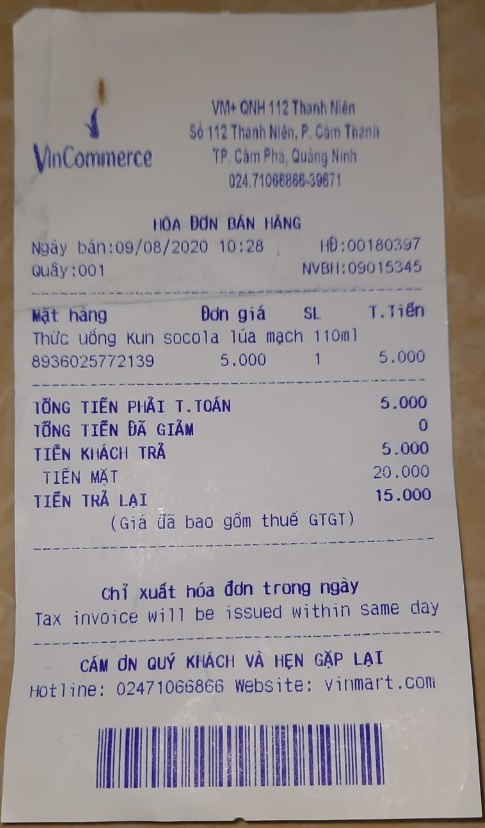 VinCommerce
VM+ QNH 112 Thanh Niên
Số 112 Thanh Niên, P. Cẩm Thành
TP. Cẩm Phả, Quảng Ninh
024.71066866-39671
HÓA ĐƠN BÁN HÀNG
Ngày bán:09/08/2020 10:28 HĐ:00180397
Quầy:001 NVBH:09015345
Mặt hàng Đơn giá SL T.Tiền
Thức uống Kun socola lúa mạch 110ml
8936025772139 5.000 1 5.000
TỔNG TIỀN PHẢI T.TOÁN 5.000
TỔNG TIỀN ĐÃ GIẢM 0
TIỀN KHÁCH TRẢ 5.000
TIỀN MẶT 20.000
TIỀN TRẢ LẠI 15.000
(Giá đã bao gồm thuế GTGT)
Chỉ xuất hóa đơn trong ngày
Tax invoice will be issued within same day
CÁM ƠN QUÝ KHÁCH VÀ HẸN GẶP LẠI
Hotline: 02471066866 Website: vinmart.com